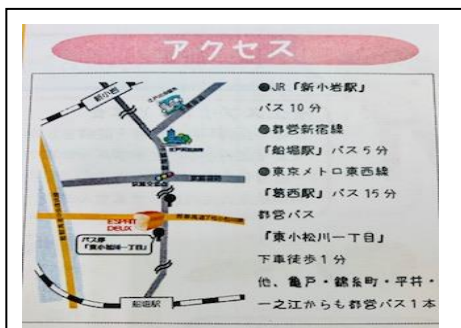 アクセス
●JR「新小岩駅」
バス10分
●都営新宿線
「船堀駅」バス5分
●東京メトロ東西線
「葛西駅」バス15分
都営バス
『東小松川一丁目』
下車徒歩1分
他、亀戸・錦糸町・平井・
一之江からも都営バス1本
新小岩
ESPRIT
DEUX
バス停
「東小松川一丁目」
船堀駅